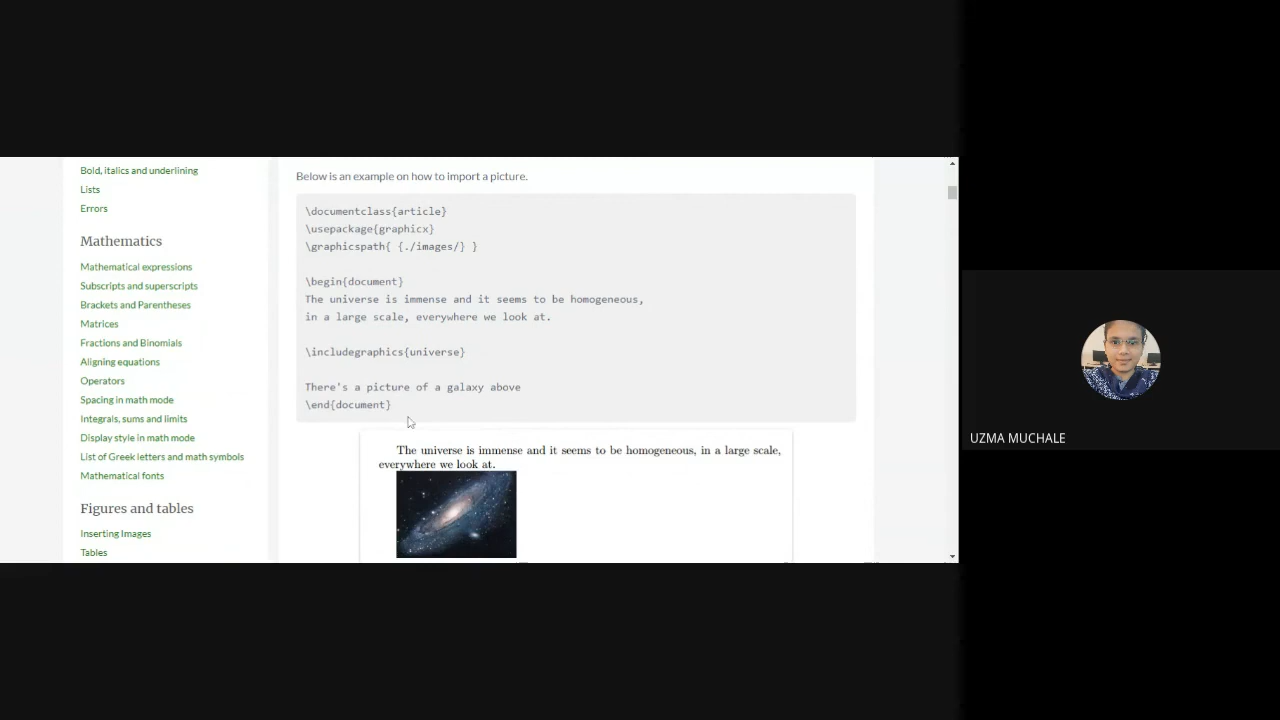 Bold, italics and underlining
Lists
Errors
Mathematics
Mathematical expressions
Subscripts and superscripts
Brackets and Parentheses
Matrices
Fractions and Binomials
Aligning equations
Operators
Spacing in math mode
Integrals, sums and limits
Display style in math mode
List of Greek letters and math symbols
Mathematical fonts
Figures and tables
Inserting Images
Tables
Below is an example on how to import a picture.
\documentclass{article}
\usepackage{graphicx}
\graphicspath{ {./images/} }
\begin{document}
The universe is immense and it seems to be homogeneous,
in a large scale, everywhere we look at.
\includegraphics{universe}
There's a picture of a galaxy above
\end{document}
The universe is immense and it seems to be homogeneous, in a large scale,
everywhere we look at.
UZMA MUCHALE